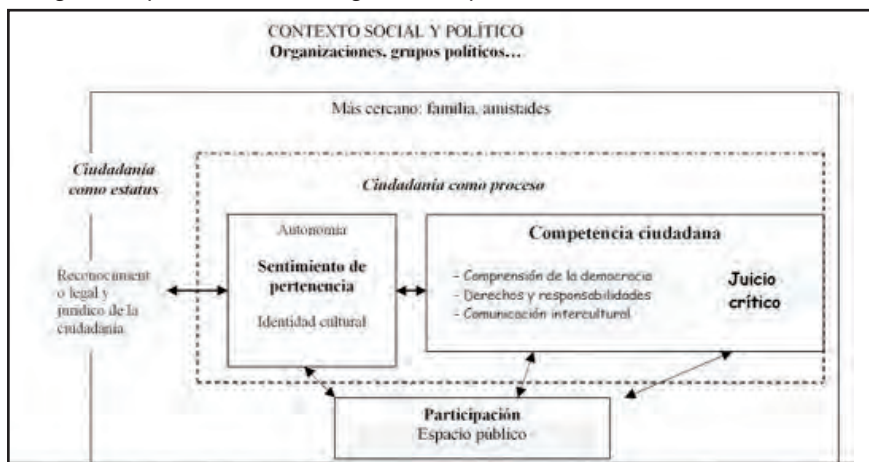 CONTEXTO SOCIAL Y POLÍTICO
Organizaciones, grupos políticos…
Más cercano: familia, amistades
Ciudadanía
como estatus
Ciudadanía como proceso
Reconocimient
o legal y
jurídico de la
ciudadanía
Autonomía
Sentimiento de
pertenencia
Identidad cultural
Competencia ciudadana
- Comprensión de la democracia
- Derechos y responsabilidades
- Comunicación intercultural
Juicio
crítico
Participación
Espacio público